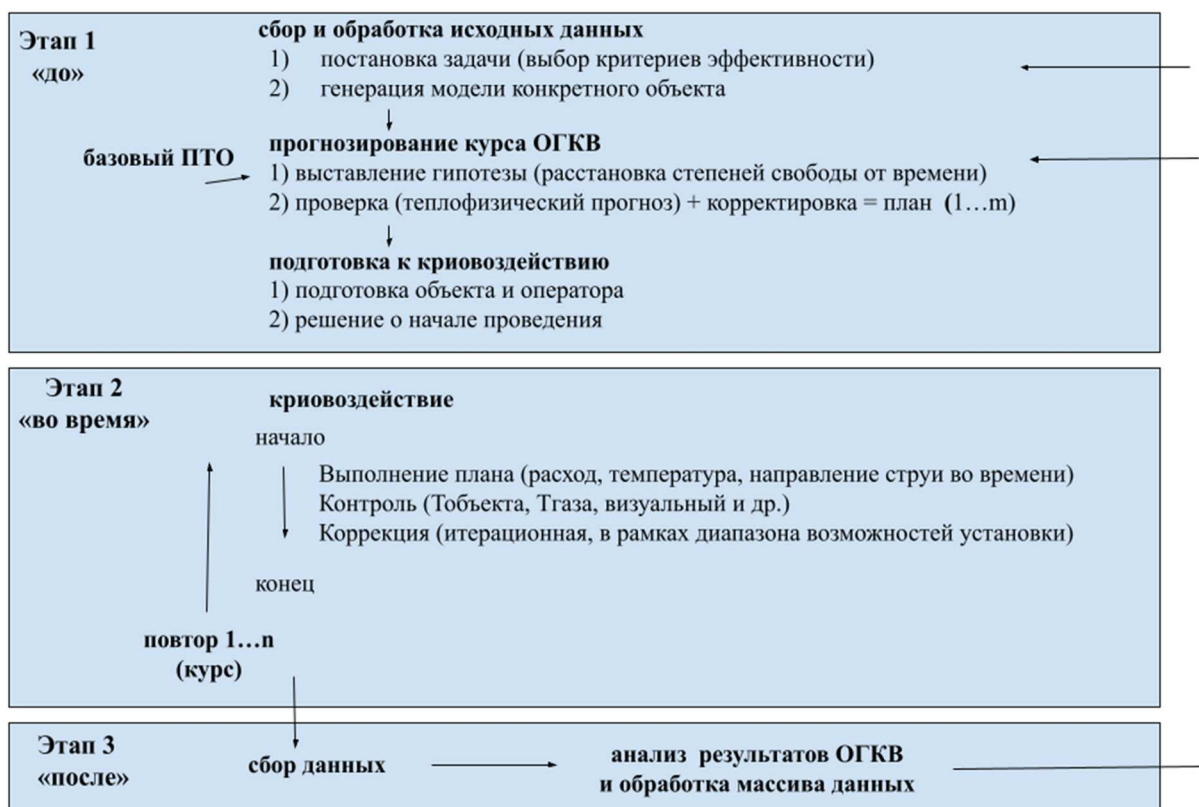 Этап 1
«до»
сбор и обработка исходных данных
1) постановка задачи (выбор критериев эффективности)
2) генерация модели конкретного объекта
базовый ПТО
прогнозирование курса ОГКВ
1) выставление гипотезы (расстановка степеней свободы от времени)
2) проверка (теплофизический прогноз) + корректировка = план (1…m)
подготовка к криовоздействию
1) подготовка объекта и оператора
2) решение о начале проведения
Этап 2
«во время»
криовоздействие
начало
Выполнение плана (расход, температура, направление струи во времени)
Контроль (Tобъекта, Tгаза, визуальный и др.)
Коррекция (итерационная, в рамках диапазона возможностей установки)
конец
повтор 1…n
(курс)
Этап 3
«после»
сбор данных
анализ результатов ОГКВ
и обработка массива данных